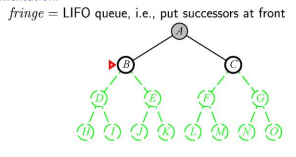 fringe = LIFO queue, i.e., put successors at front
A
B C
D E F G
H I J K L M N O